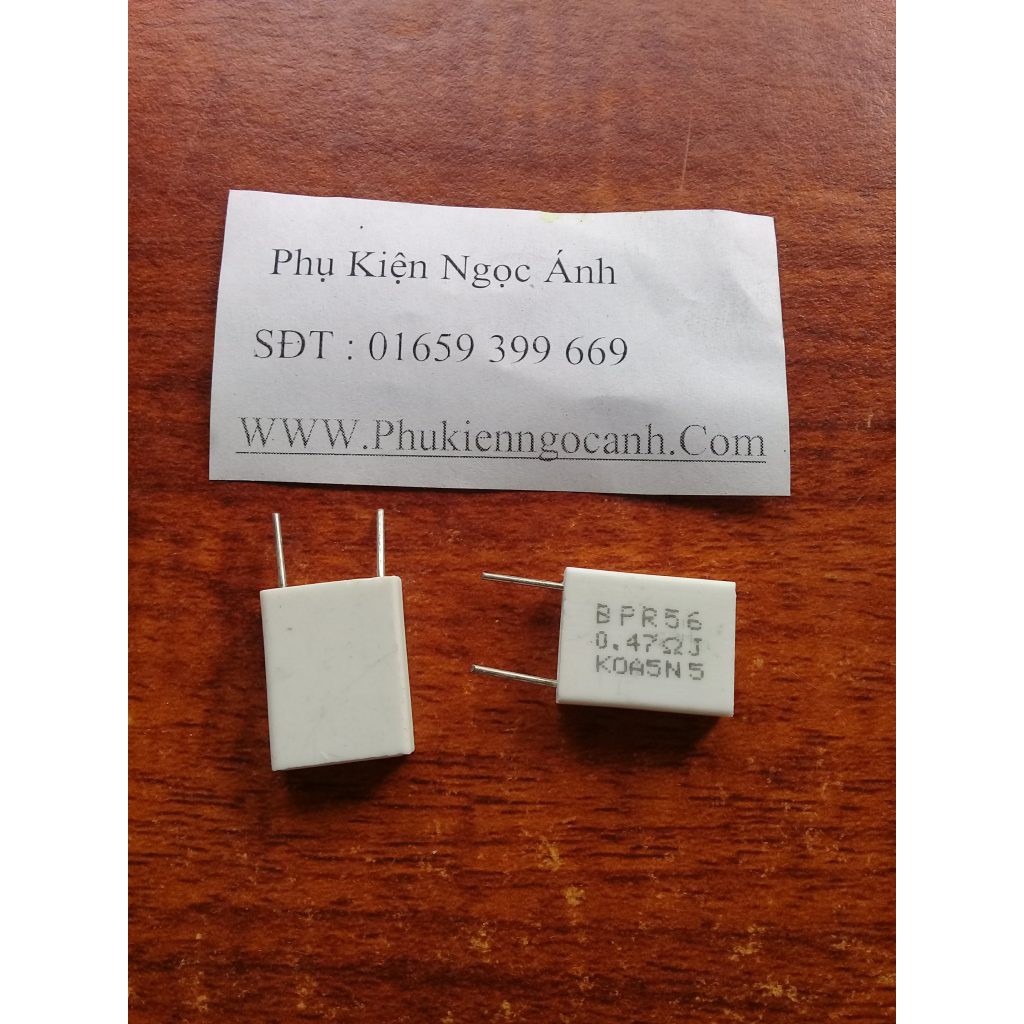 Phụ Kiện Ngọc Ánh
SĐT : 01659 399 669
WWW.Phukienngocanh.Com
BPR56
0.47ΩJ
KOA5N5